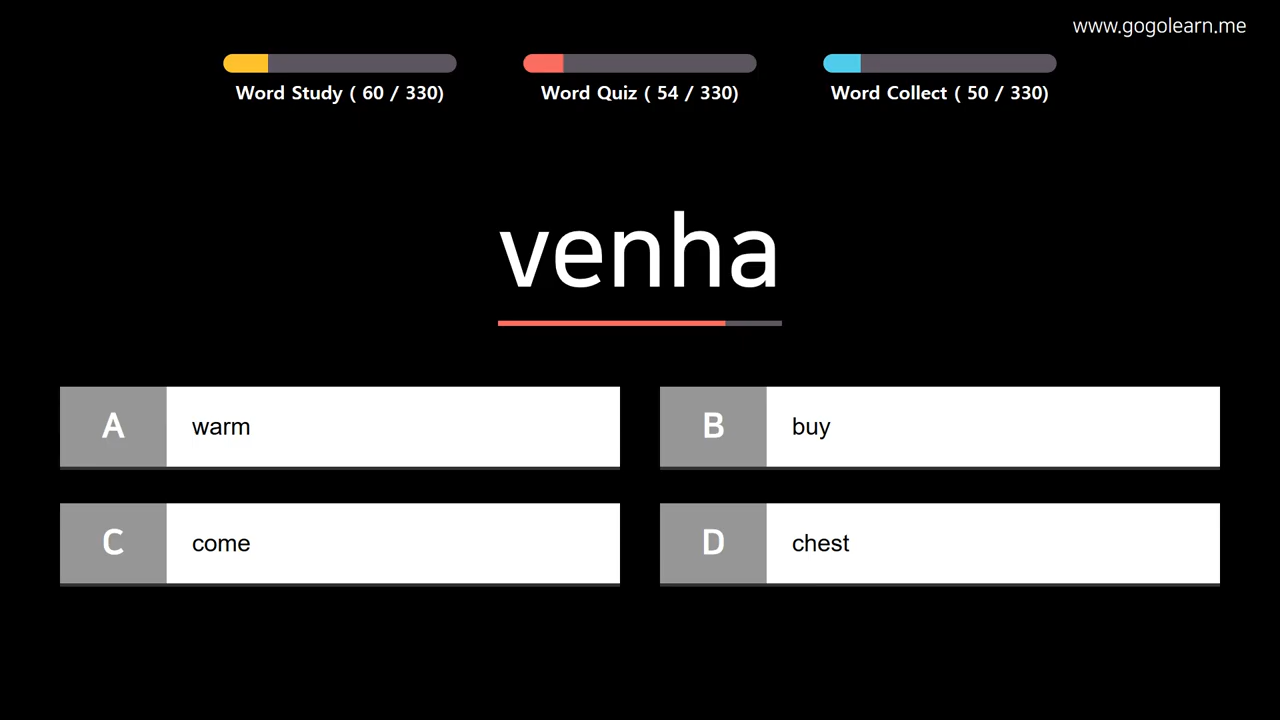 www.gogolearn.me
Word Study ( 60 / 330)
Word Quiz ( 54 / 330)
Word Collect ( 50 / 330)
venha
A warm
B buy
C come
D chest